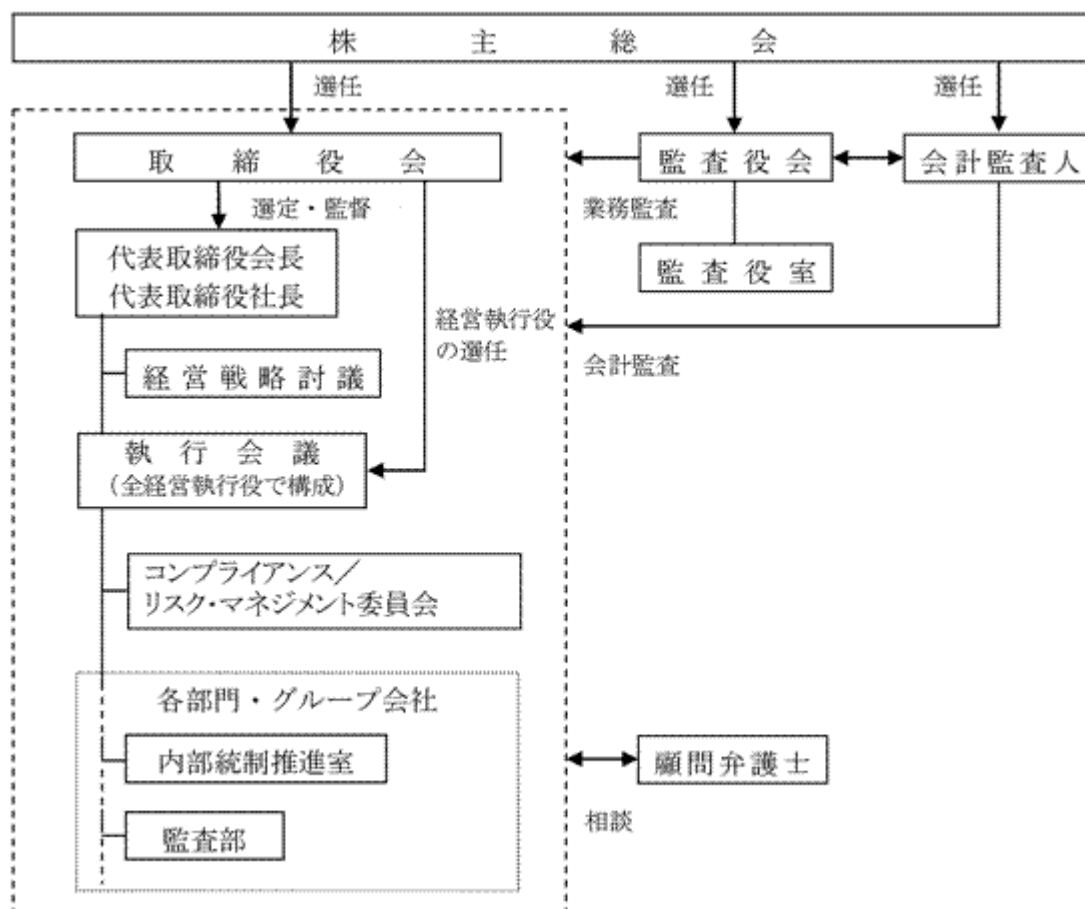 株主総会
選任
選任
選任
取締役会
監査役会
会計監査人
選定・監督
業務監査
代表取締役会長
代表取締役社長
監査役室
経営執行役
の選任
会計監査
経営戦略討議
執行会議
(全経営執行役で構成)
コンプライアンス/
リスク・マネジメント委員会
各部門・グループ会社
内部統制推進室
顧問弁護士
相談
監査部